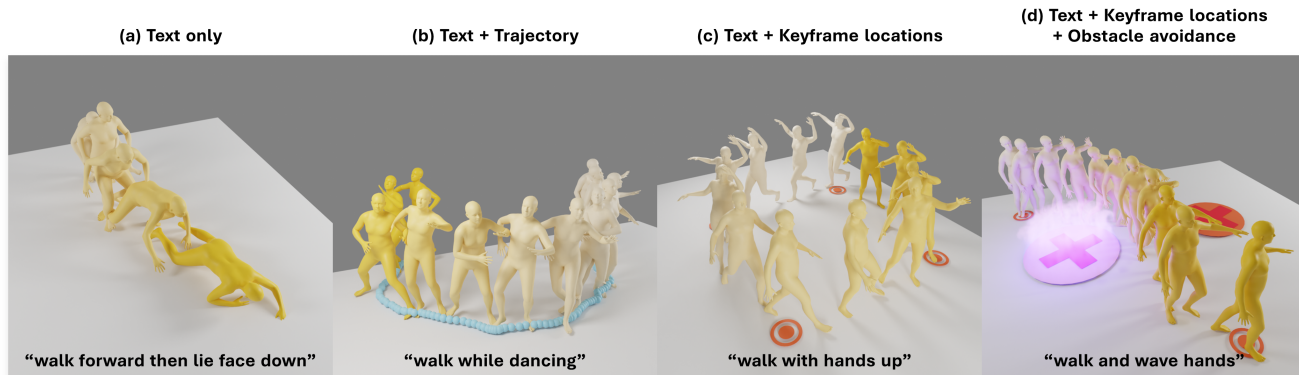 (a) Text only
(b) Text + Trajectory
(c) Text + Keyframe locations
(d) Text + Keyframe locations
+ Obstacle avoidance
“walk forward then lie face down”
“walk while dancing”
“walk with hands up”
“walk and wave hands”